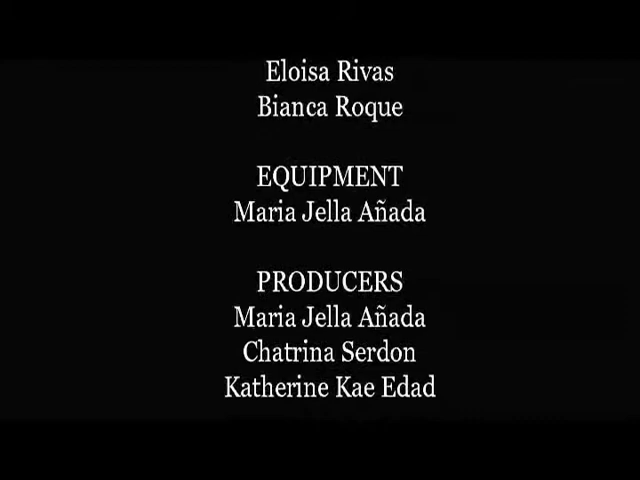 Eloisa Rivas
Bianca Roque
EQUIPMENT
Maria Jella Añada
PRODUCERS
Maria Jella Añada
Chatrina Serdon
Katherine Kae Edad